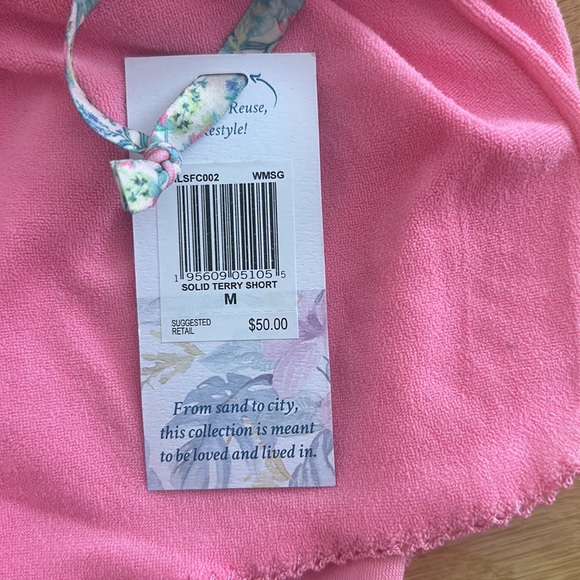 Reuse,
Restyle!
LSFC002 WMSG
1 95609 05105 5
SOLID TERRY SHORT
M
SUGGESTED
RETAIL
$50.00
From sand to city,
this collection is meant
to be loved and lived in.